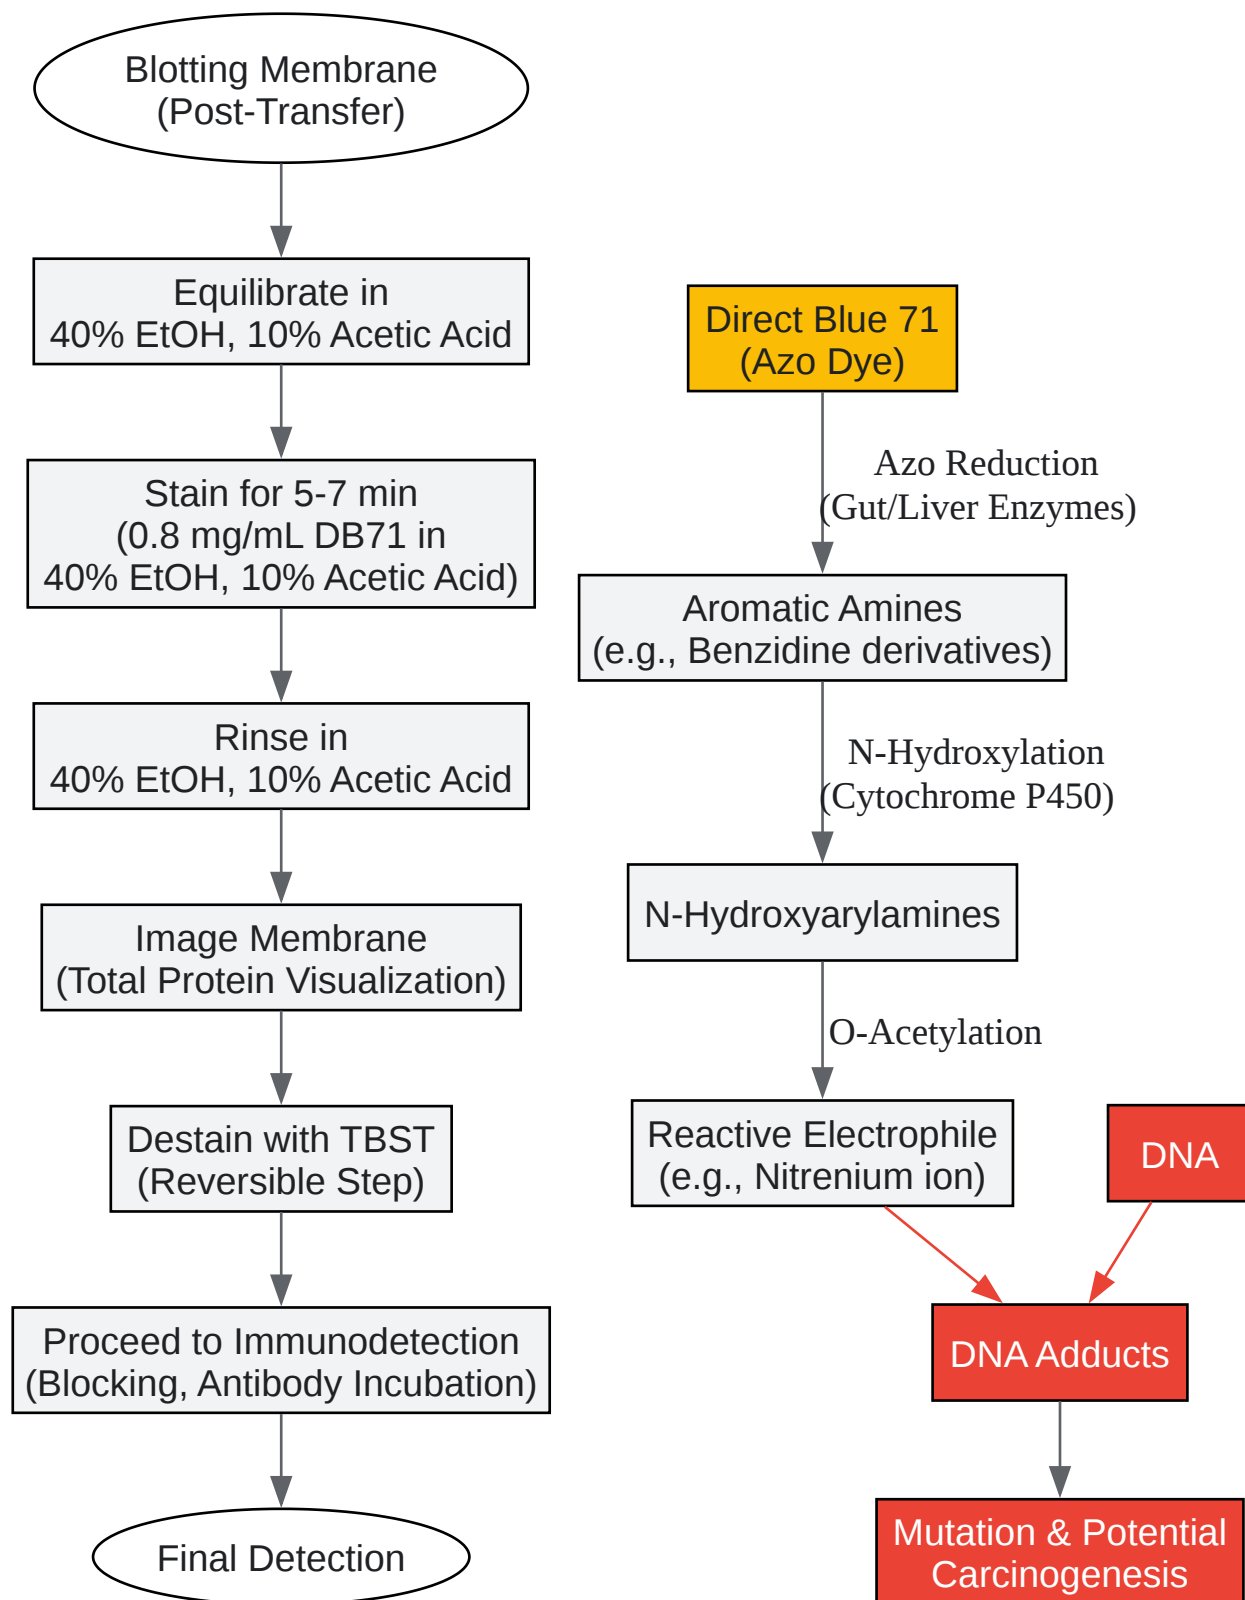 Blotting Membrane
(Post-Transfer)
Equilibrate in
40% EtOH, 10% Acetic Acid
Stain for 5-7 min
(0.8 mg/mL DB71 in
40% EtOH, 10% Acetic Acid)
Rinse in
40% EtOH, 10% Acetic Acid
Image Membrane
(Total Protein Visualization)
Destain with TBST
(Reversible Step)
Proceed to Immunodetection
(Blocking, Antibody Incubation)
Final Detection
Direct Blue 71
(Azo Dye)
Azo Reduction
(Gut/Liver Enzymes)
Aromatic Amines
(e.g., Benzidine derivatives)
N-Hydroxylation
(Cytochrome P450)
N-Hydroxyarylamines
O-Acetylation
Reactive Electrophile
(e.g., Nitrenium ion)
DNA
DNA Adducts
Mutation & Potential
Carcinogenesis